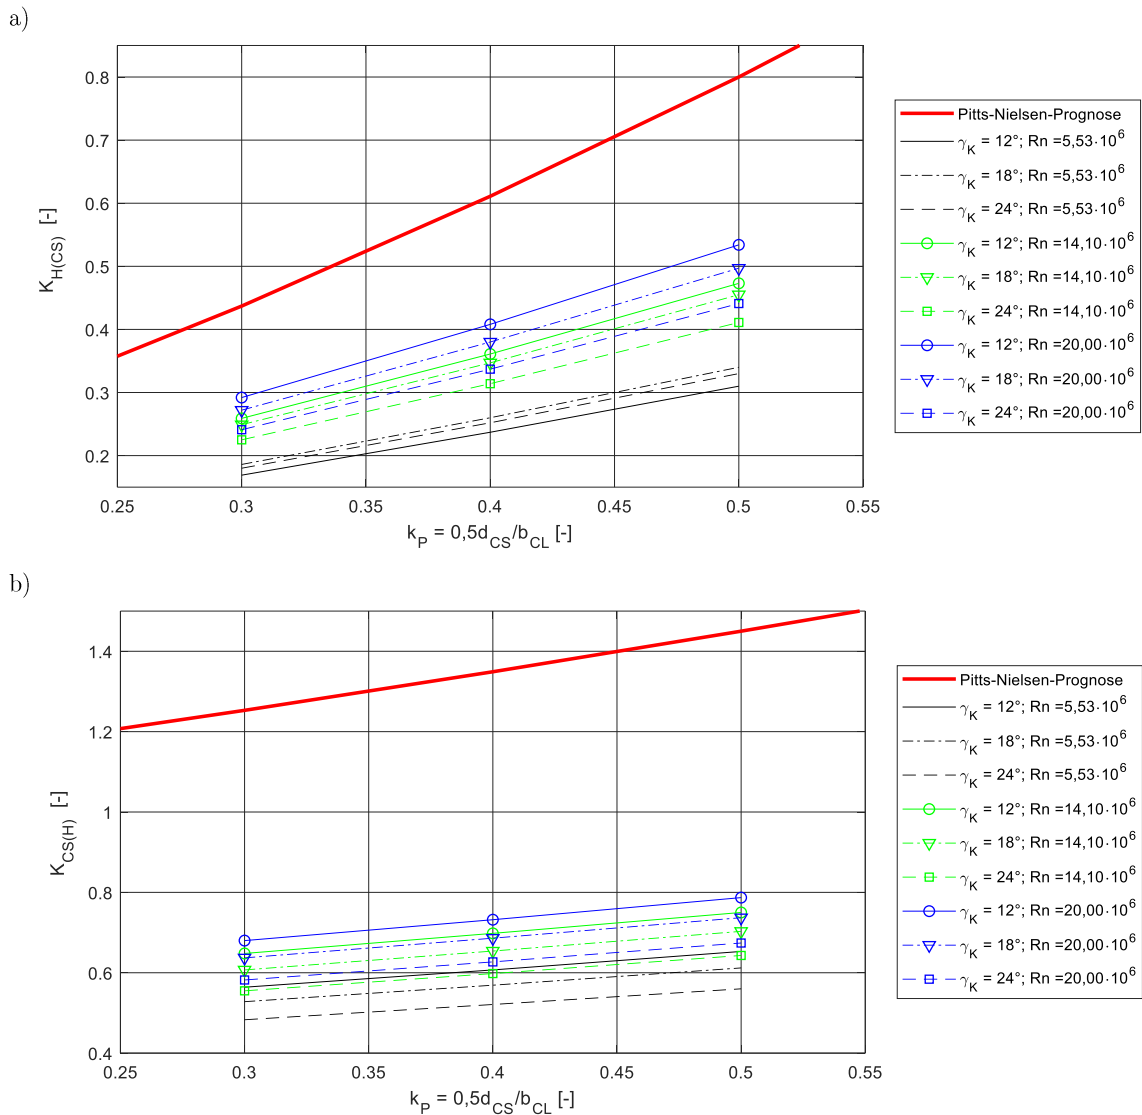 a)
0.8
0.7
0.6
0.5
0.4
0.3
0.2
K_H(CS) [-]
0.25 0.3 0.35 0.4 0.45 0.5 0.55
k_P = 0,5d_CS/b_CL [-]
Pitts-Nielsen-Prognose
γ_K = 12°; Rn =5,53·10^6
γ_K = 18°; Rn =5,53·10^6
γ_K = 24°; Rn =5,53·10^6
γ_K = 12°; Rn =14,10·10^6
γ_K = 18°; Rn =14,10·10^6
γ_K = 24°; Rn =14,10·10^6
γ_K = 12°; Rn =20,00·10^6
γ_K = 18°; Rn =20,00·10^6
γ_K = 24°; Rn =20,00·10^6
b)
1.4
1.2
1
0.8
0.6
0.4
K_CS(H) [-]
0.25 0.3 0.35 0.4 0.45 0.5 0.55
k_P = 0,5d_CS/b_CL [-]
Pitts-Nielsen-Prognose
γ_K = 12°; Rn =5,53·10^6
γ_K = 18°; Rn =5,53·10^6
γ_K = 24°; Rn =5,53·10^6
γ_K = 12°; Rn =14,10·10^6
γ_K = 18°; Rn =14,10·10^6
γ_K = 24°; Rn =14,10·10^6
γ_K = 12°; Rn =20,00·10^6
γ_K = 18°; Rn =20,00·10^6
γ_K = 24°; Rn =20,00·10^6